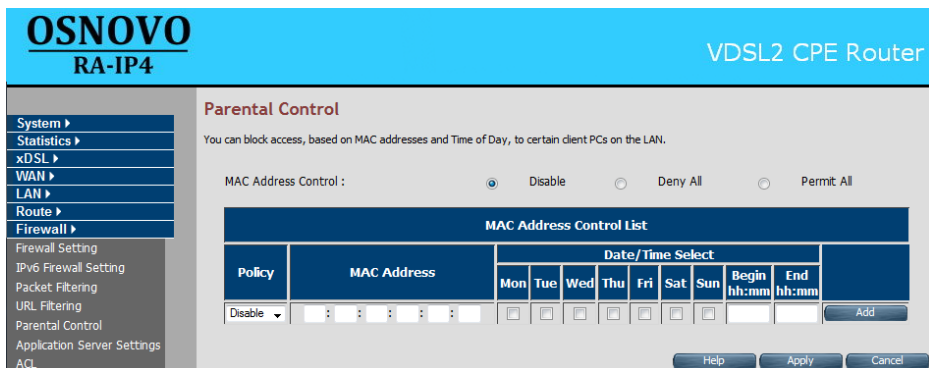 OSNOVO
RA-IP4
VDSL2 CPE Router
System
Statistics
xDSL
WAN
LAN
Route
Firewall
Firewall Setting
IPv6 Firewall Setting
Packet Filtering
URL Filtering
Parental Control
Application Server Settings
ACL
Parental Control
You can block access, based on MAC addresses and Time of Day, to certain client PCs on the LAN.
MAC Address Control : Disable Deny All Permit All
MAC Address Control List
Policy MAC Address Date/Time Select
Mon Tue Wed Thu Fri Sat Sun Begin hh:mm End hh:mm
Disable : : : : : Add
Help Apply Cancel